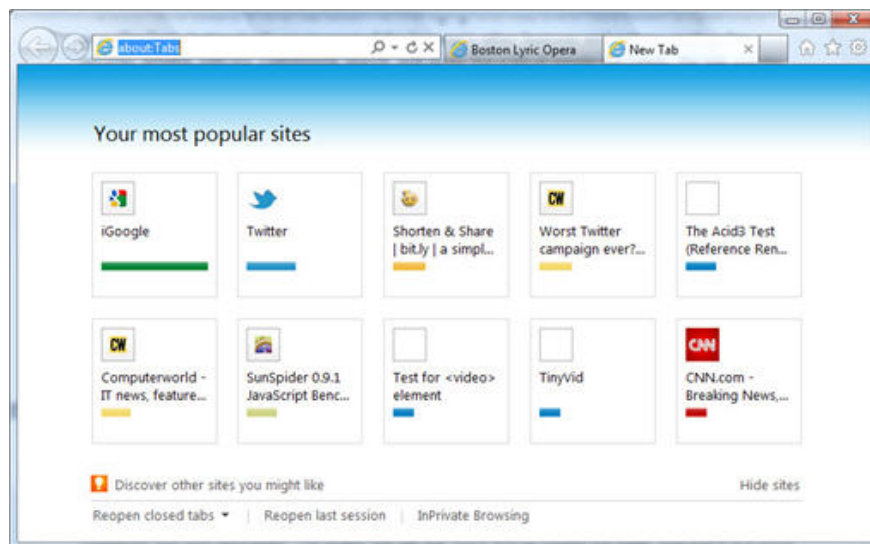 about:Tabs
Boston Lyric Opera
New Tab
Your most popular sites
iGoogle
Twitter
Shorten & Share
| bit.ly | a simpl...
CW
Worst Twitter
campaign ever?...
The Acid3 Test
(Reference Ren...
CW
Computerworld -
IT news, feature...
SunSpider 0.9.1
JavaScript Benc...
Test for <video>
element
TinyVid
CNN
CNN.com -
Breaking News,...
Discover other sites you might like
Hide sites
Reopen closed tabs
Reopen last session
InPrivate Browsing